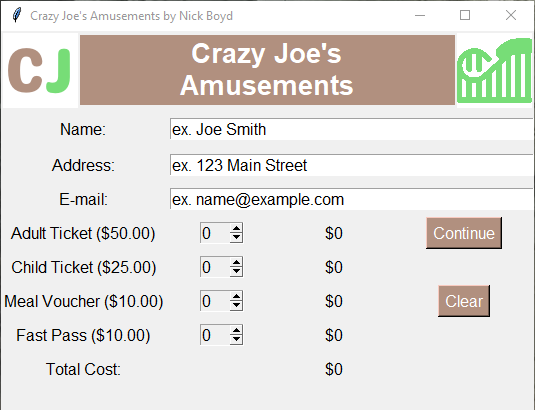 Crazy Joe's Amusements by Nick Boyd
CJ
Crazy Joe's
Amusements
Name: ex. Joe Smith
Address: ex. 123 Main Street
E-mail: ex. name@example.com
Adult Ticket ($50.00) 0 $0 Continue
Child Ticket ($25.00) 0 $0
Meal Voucher ($10.00) 0 $0 Clear
Fast Pass ($10.00) 0 $0
Total Cost: $0